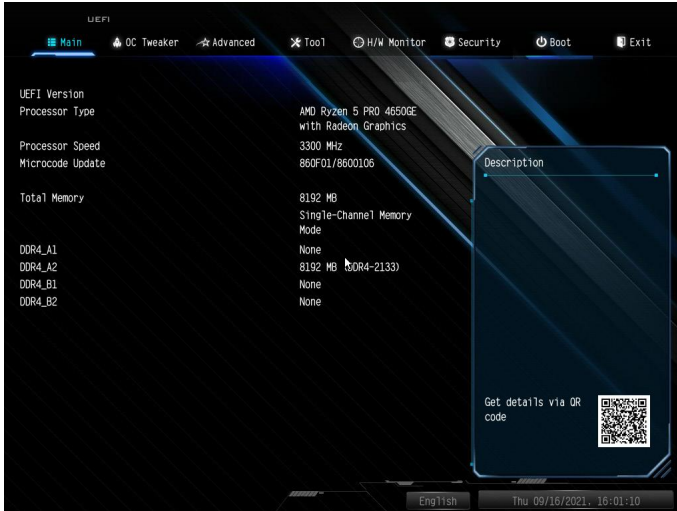 UEFI
Main OC Tweaker Advanced Tool H/W Monitor Security Boot Exit
UEFI Version
Processor Type AMD Ryzen 5 PRO 4650GE
with Radeon Graphics
Processor Speed 3300 MHz
Microcode Update 860F01/8600106
Description
Total Memory 8192 MB
Single-Channel Memory
Mode
DDR4_A1 None
DDR4_A2 8192 MB (DDR4-2133)
DDR4_B1 None
DDR4_B2 None
Get details via QR
code
English Thu 09/16/2021. 16:01:10